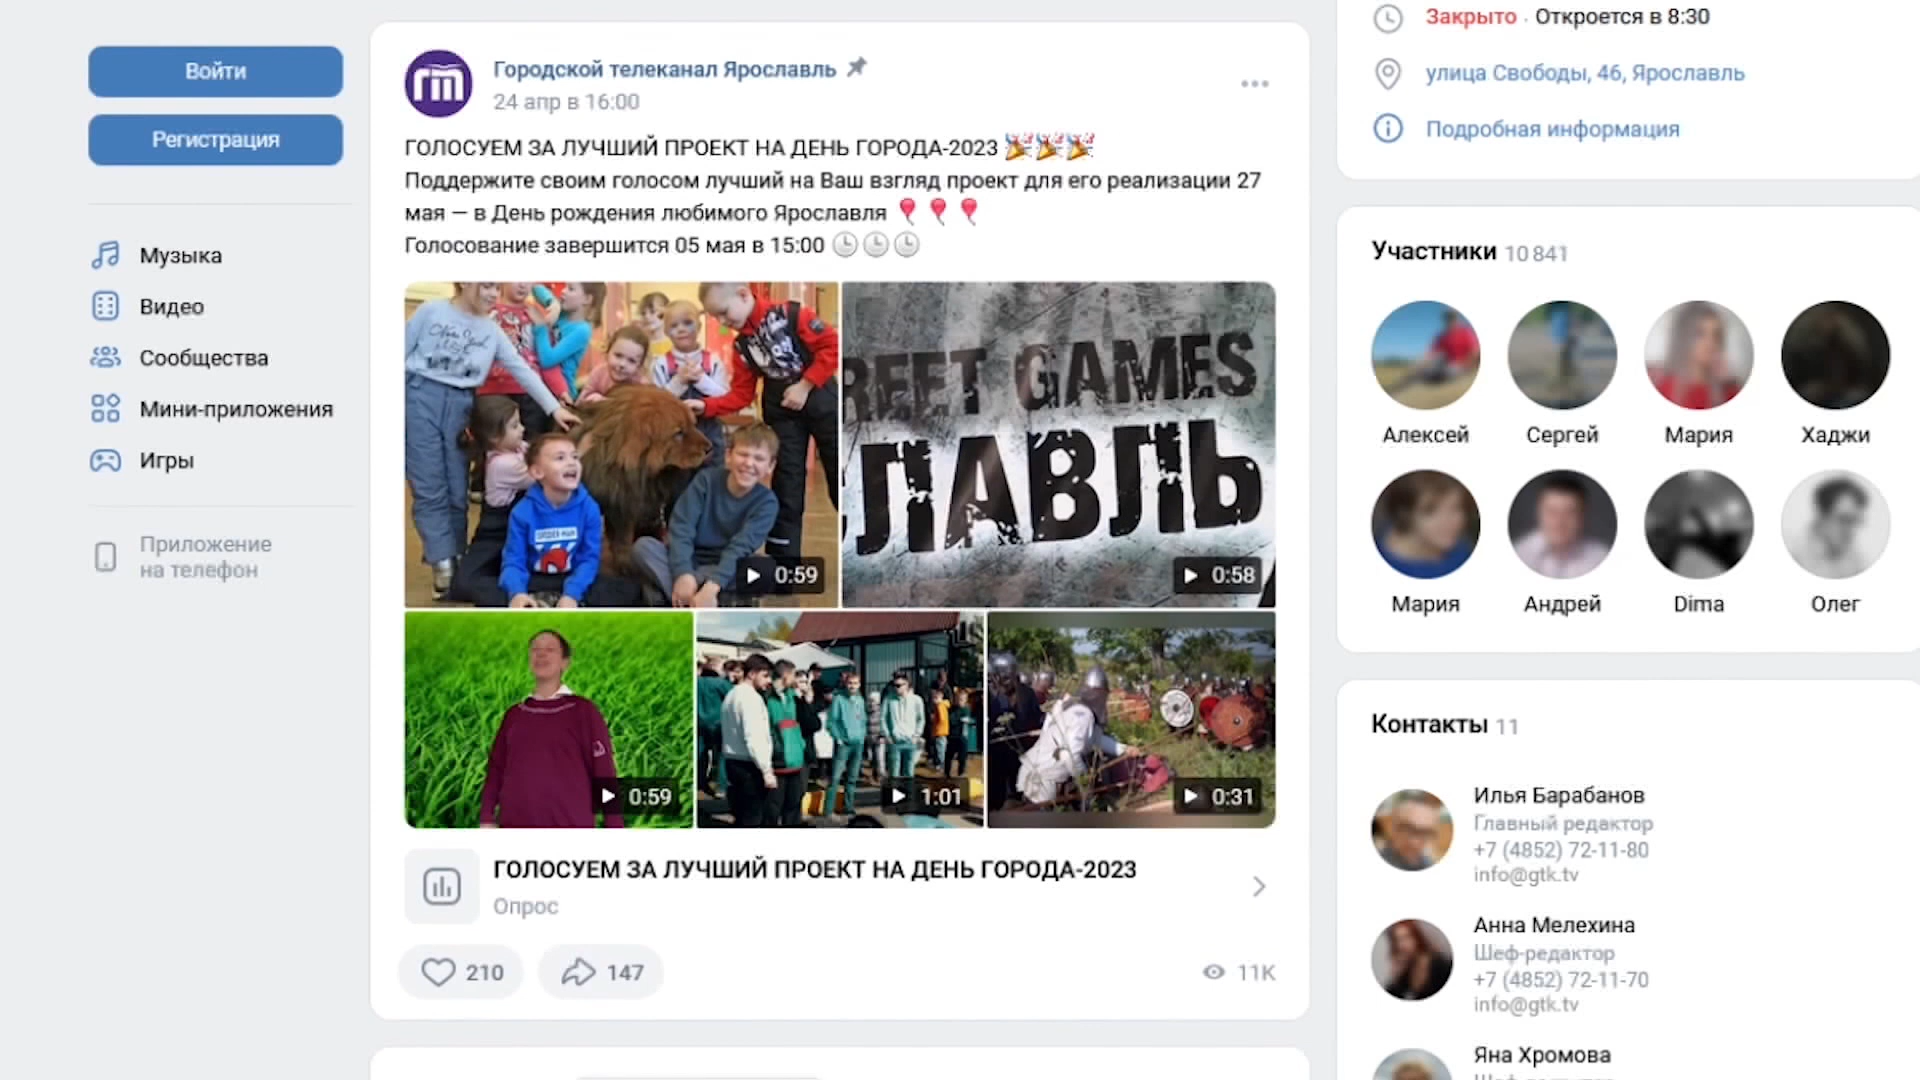 Войти
Регистрация
Музыка
Видео
Сообщества
Мини-приложения
Игры
Приложение
на телефон
Городской телеканал Ярославль
24 апр в 16:00
ГОЛОСУЕМ ЗА ЛУЧШИЙ ПРОЕКТ НА ДЕНЬ ГОРОДА-2023 🎉🎉🎉
Поддержите своим голосом лучший на Ваш взгляд проект для его реализации 27
мая — в День рождения любимого Ярославля 🎈🎈🎈
Голосование завершится 05 мая в 15:00 🕒🕒🕒
SPIDER-MAN
0:59
REET GAMES
ЛАВЛЬ
0:58
0:59
1:01
0:31
ГОЛОСУЕМ ЗА ЛУЧШИЙ ПРОЕКТ НА ДЕНЬ ГОРОДА-2023
Опрос
210
147
11K
Закрыто · Откроется в 8:30
улица Свободы, 46, Ярославль
Подробная информация
Участники 10 841
Алексей
Сергей
Мария
Хаджи
Мария
Андрей
Dima
Олег
Контакты 11
Илья Барабанов
Главный редактор
+7 (4852) 72-11-80
info@gtk.tv
Анна Мелехина
Шеф-редактор
+7 (4852) 72-11-70
info@gtk.tv
Яна Хромова